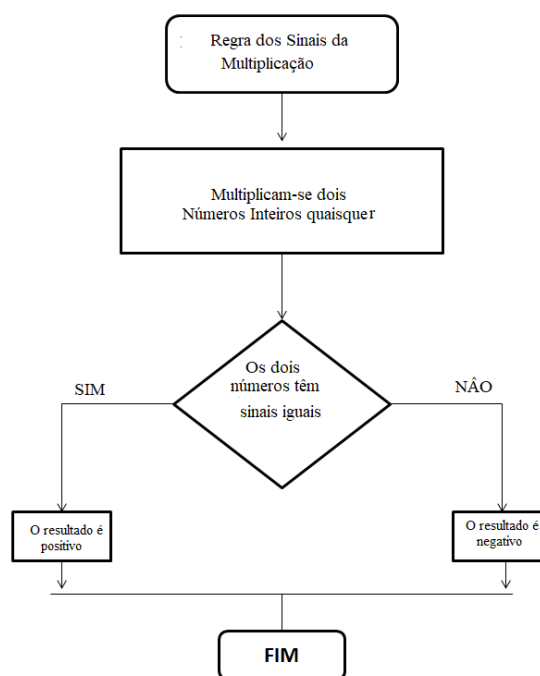 Regra dos Sinais da
Multiplicação
Multiplicam-se dois
Números Inteiros quaisquer
Os dois
números têm
sinais iguais
SIM
NÂO
O resultado é
positivo
O resultado é
negativo
FIM